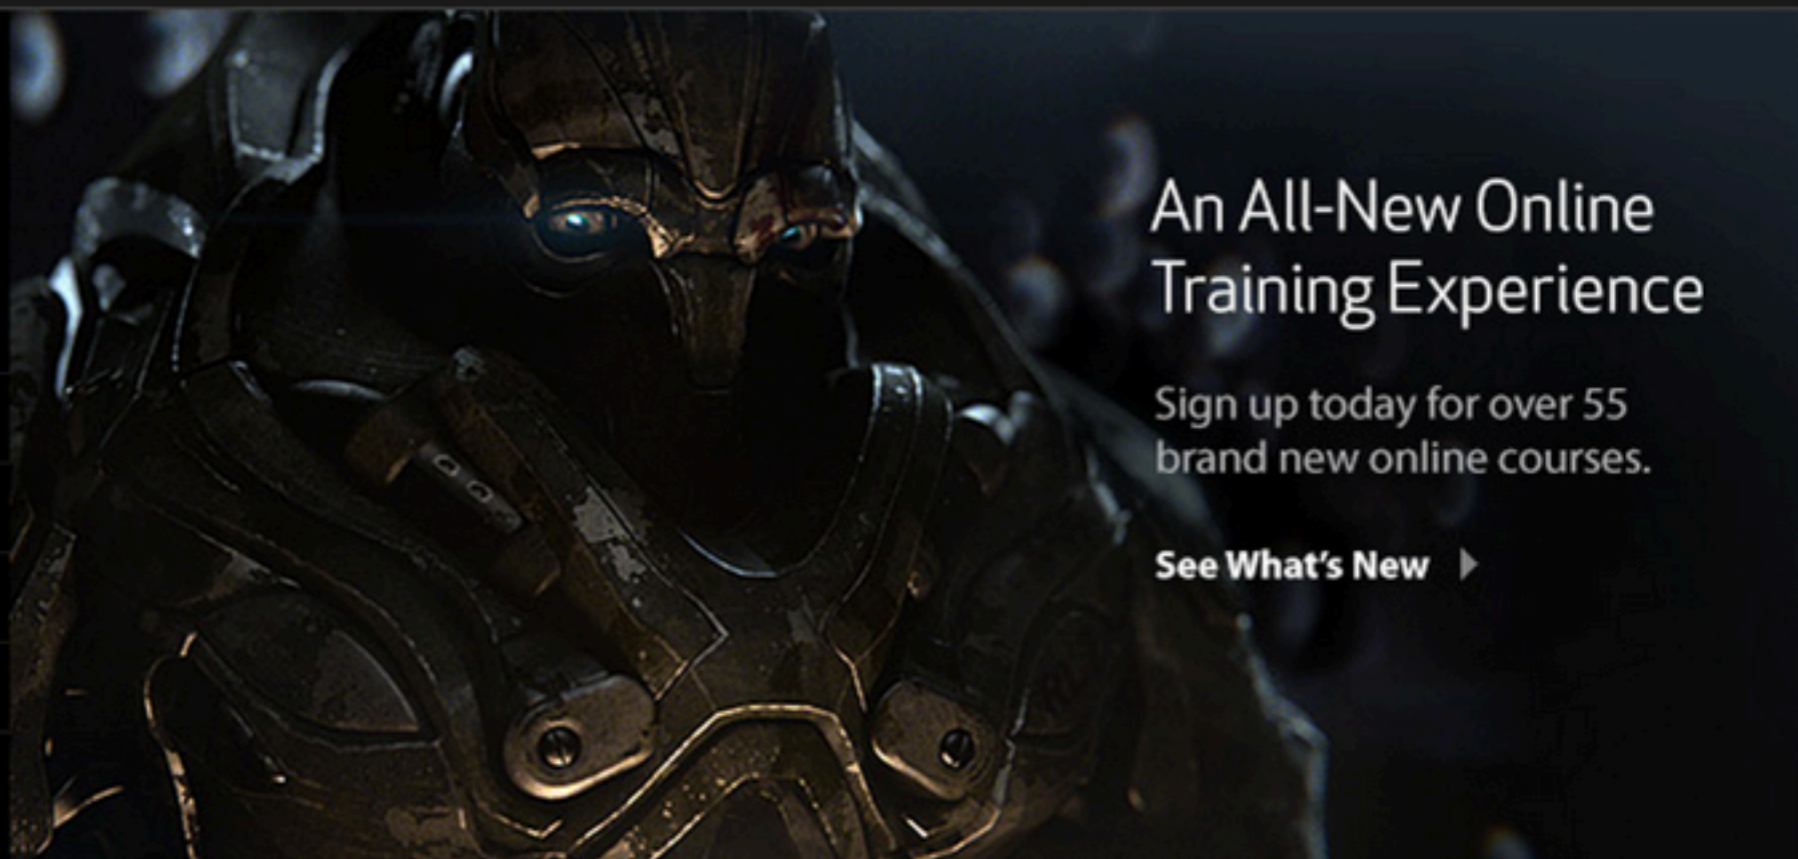 An All-New Online
Training Experience
Sign up today for over 55
brand new online courses.
See What's New